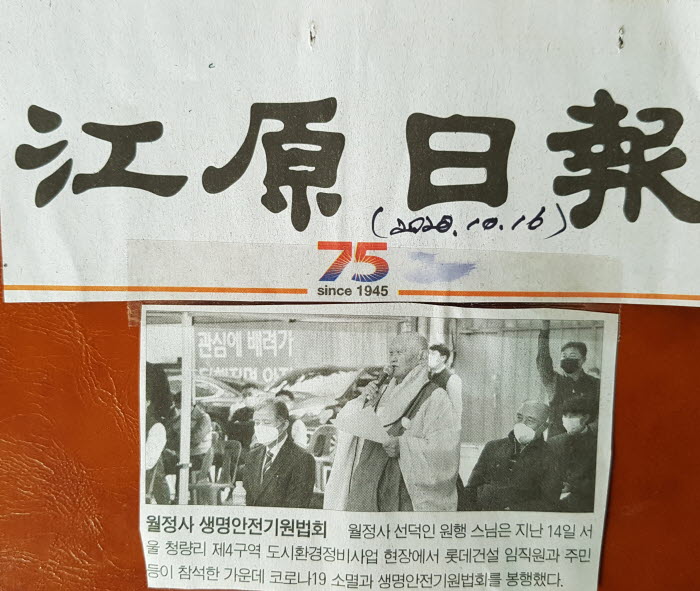 江原日報
(2020.10.16)
75
since 1945
관심에 배려가
월정사 생명안전기원법회 월정사 선덕인 원행 스님은 지난 14일 서
울 청량리 제4구역 도시환경정비사업 현장에서 롯데건설 임직원과 주민
등이 참석한 가운데 코로나19 소멸과 생명안전기원법회를 봉행했다.